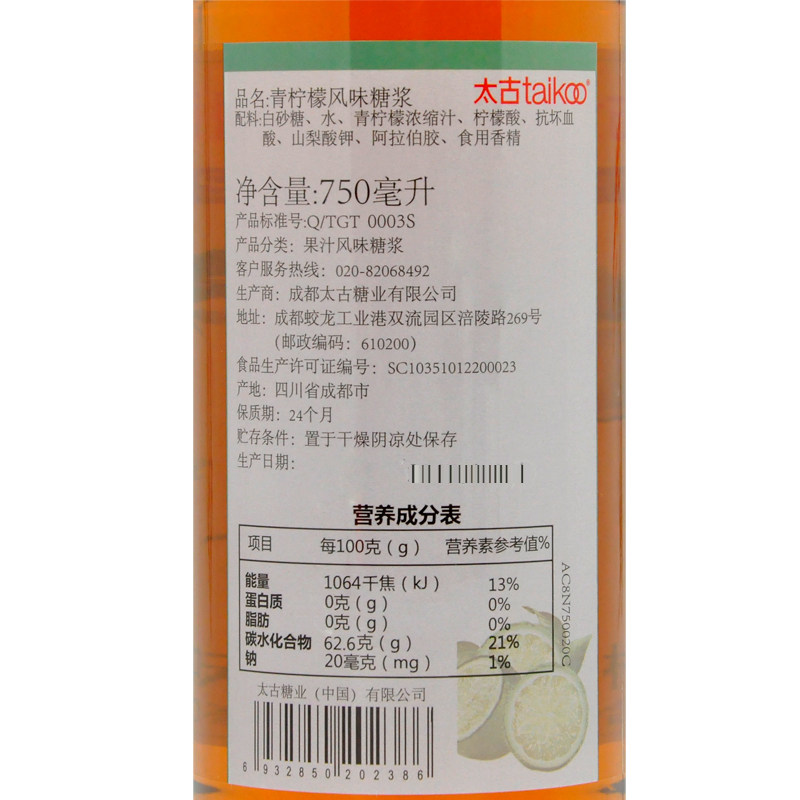 品名:青柠檬风味糖浆
太古taikoo®
配料:白砂糖、水、青柠檬浓缩汁、柠檬酸、抗坏血
酸、山梨酸钾、阿拉伯胶、食用香精
净含量:750毫升
产品标准号:Q/TGT 0003S
产品分类：果汁风味糖浆
客户服务热线：020-82068492
生产商：成都太古糖业有限公司
地址：成都蛟龙工业港双流园区涪陵路269号
（邮政编码：610200）
食品生产许可证编号：SC10351012200023
产地：四川省成都市
保质期：24个月
贮存条件：置于干燥阴凉处保存
生产日期：
营养成分表
项目 每100克（g） 营养素参考值%
能量 1064千焦（kJ） 13%
蛋白质 0克（g） 0%
脂肪 0克（g） 0%
碳水化合物 62.6克（g） 21%
钠 20毫克（mg） 1%
AC8N750020C
太古糖业（中国）有限公司
6 932850 202386